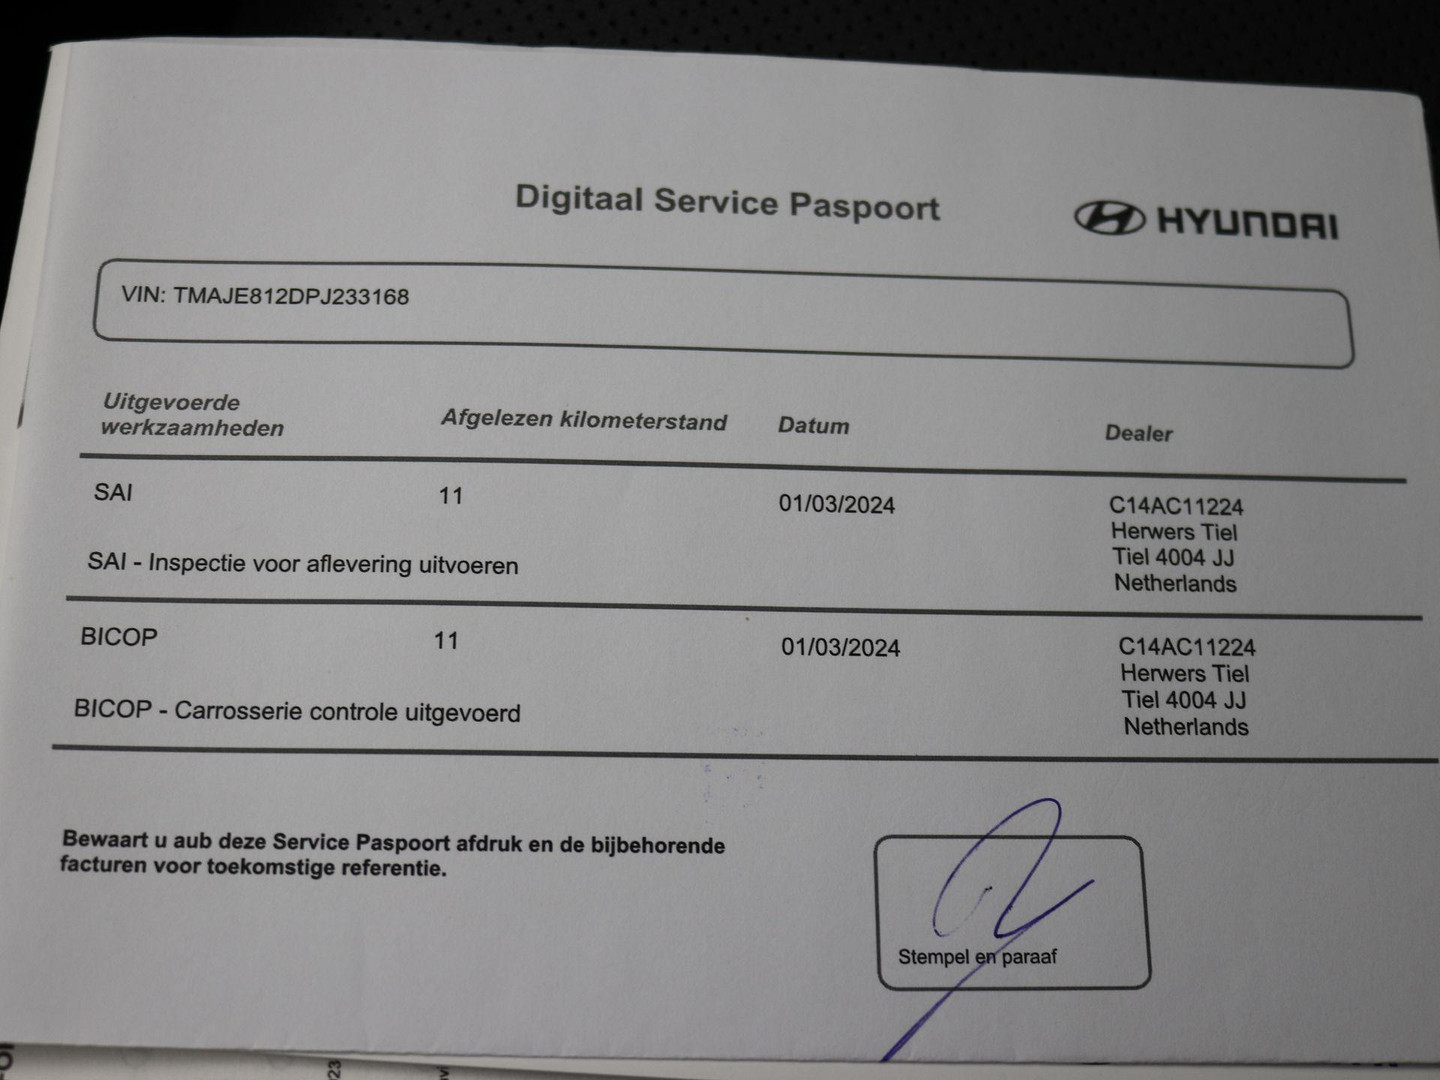 Digitaal Service Paspoort
HYUNDAI
VIN: TMAJE812DPJ233168
Uitgevoerde
werkzaamheden
Afgelezen kilometerstand
Datum
Dealer
SAI
11
01/03/2024
C14AC11224
Herwers Tiel
Tiel 4004 JJ
Netherlands
SAI - Inspectie voor aflevering uitvoeren
BICOP
11
01/03/2024
C14AC11224
Herwers Tiel
Tiel 4004 JJ
Netherlands
BICOP - Carrosserie controle uitgevoerd
Bewaart u aub deze Service Paspoort afdruk en de bijbehorende
facturen voor toekomstige referentie.
Stempel en paraaf